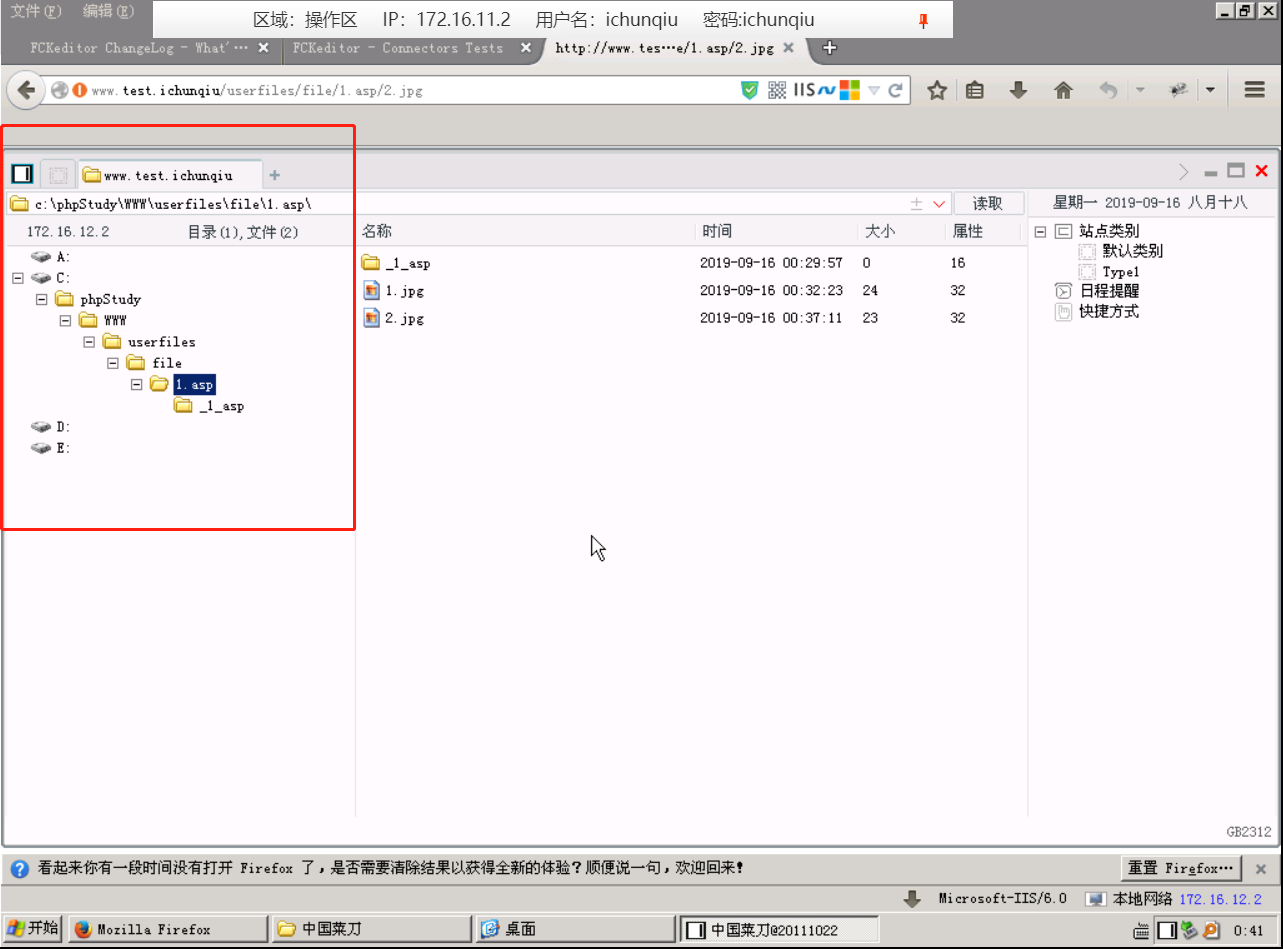 文件(F) 编辑(E) 区域：操作区 IP：172.16.11.2 用户名：ichunqiu 密码:ichunqiu
FCKeditor ChangeLog - What'… FCKeditor - Connectors Tests http://www.tes…e/1.asp/2.jpg
www.test.ichunqiu/userfiles/file/1.asp/2.jpg IIS
www.test.ichunqiu
c:\phpStudy\WWW\userfiles\file\1.asp\ 读取 星期一 2019-09-16 八月十八
172.16.12.2 目录(1),文件(2) 名称 时间 大小 属性 站点类别
A: _1_asp 2019-09-16 00:29:57 0 16 默认类别
C: Type1
phpStudy 1.jpg 2019-09-16 00:32:23 24 32 日程提醒
WWW 2.jpg 2019-09-16 00:37:11 23 32 快捷方式
userfiles
file
1.asp
_1_asp
D:
E:
GB2312
看起来你有一段时间没有打开 Firefox 了，是否需要清除结果以获得全新的体验？顺便说一句，欢迎回来！ 重置 Firefox…
Microsoft-IIS/6.0 本地网络 172.16.12.2
开始 Mozilla Firefox 中国菜刀 桌面 中国菜刀@20111022 0:41